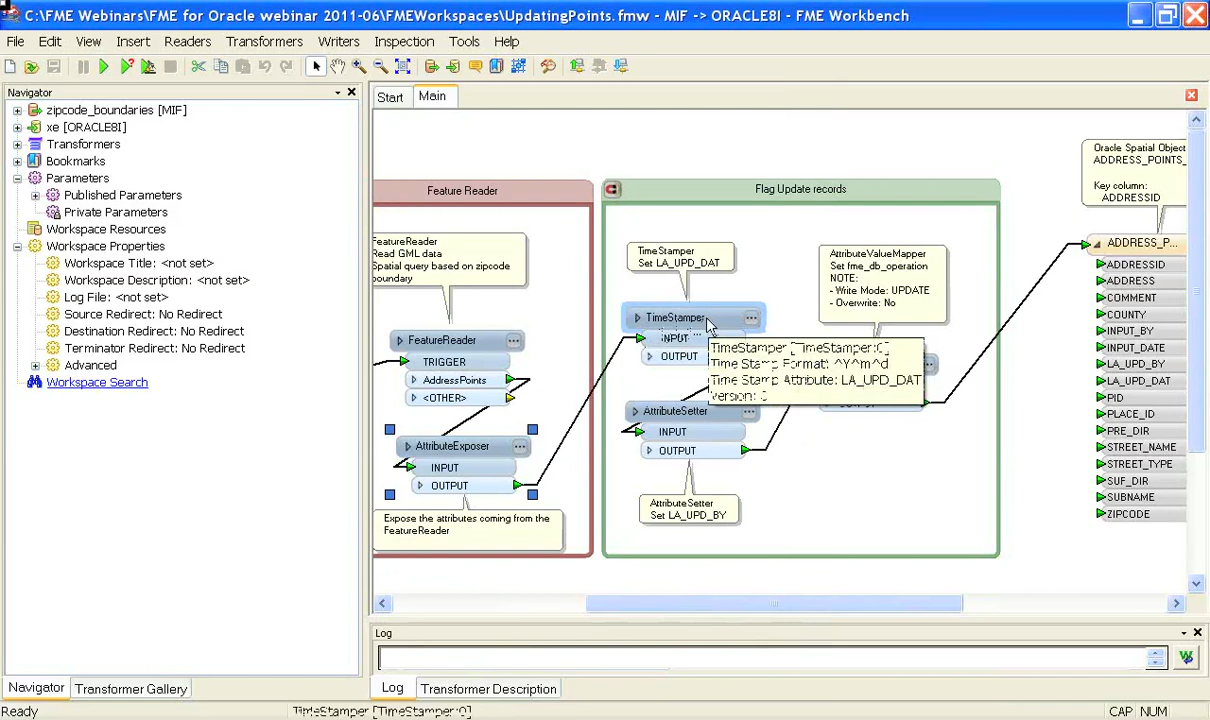 C:\FME Webinars\FME for Oracle webinar 2011-06\FMEWorkspaces\UpdatingPoints.fmw - MIF -> ORACLE8I - FME Workbench
File Edit View Insert Readers Transformers Writers Inspection Tools Help
Navigator
zipcode_boundaries [MIF]
xe [ORACLE8I]
Transformers
Bookmarks
Parameters
Published Parameters
Private Parameters
Workspace Resources
Workspace Properties
Workspace Title: <not set>
Workspace Description: <not set>
Log File: <not set>
Source Redirect: No Redirect
Destination Redirect: No Redirect
Terminator Redirect: No Redirect
Advanced
Workspace Search
Navigator
Transformer Gallery
Start
Main
Feature Reader
FeatureReader
Read GML data
Spatial query based on zipcode
boundary
FeatureReader
TRIGGER
AddressPoints
<OTHER>
AttributeExposer
INPUT
OUTPUT
Expose the attributes coming from the
FeatureReader
Flag Update records
TimeStamper
Set LA_UPD_DAT
TimeStamper
INPUT
OUTPUT
TimeStamper [TimeStamper:0]
Time Stamp Format: ^Y^m^d
Time Stamp Attribute: LA_UPD_DAT
Version: 0
AttributeSetter
INPUT
OUTPUT
AttributeSetter
Set LA_UPD_BY
AttributeValueMapper
Set fme_db_operation
NOTE:
- Write Mode: UPDATE
- Overwrite: No
Oracle Spatial Object
ADDRESS_POINTS_
Key column:
ADDRESSID
ADDRESS_P...
ADDRESSID
ADDRESS
COMMENT
COUNTY
INPUT_BY
INPUT_DATE
LA_UPD_BY
LA_UPD_DAT
PID
PLACE_ID
PRE_DIR
STREET_NAME
STREET_TYPE
SUF_DIR
SUBNAME
ZIPCODE
Log
Log
Transformer Description
Ready
TimeStamper [TimeStamper:0]
CAP NUM